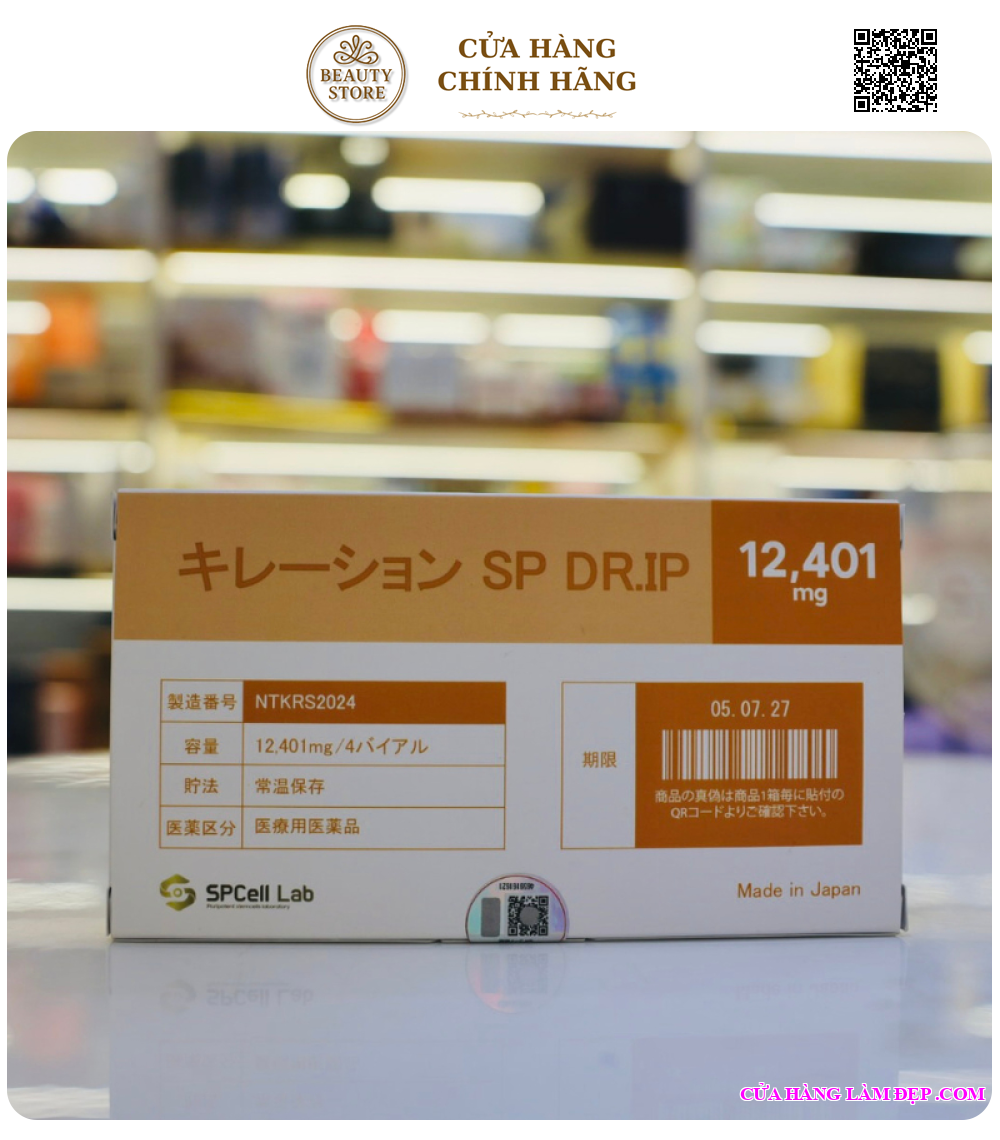 BEAUTY
STORE
CỬA HÀNG
CHÍNH HÃNG
キレーション SP DR.IP
12,401
mg
製造番号 NTKRS2024
容量 12,401mg/4バイアル
貯法 常温保存
医薬区分 医療用医薬品
期限
05.07.27
商品の真偽は商品1箱毎に貼付の
QRコードよりご確認下さい。
SPCell Lab
Made in Japan
CỬA HÀNG LÀM ĐẸP .COM